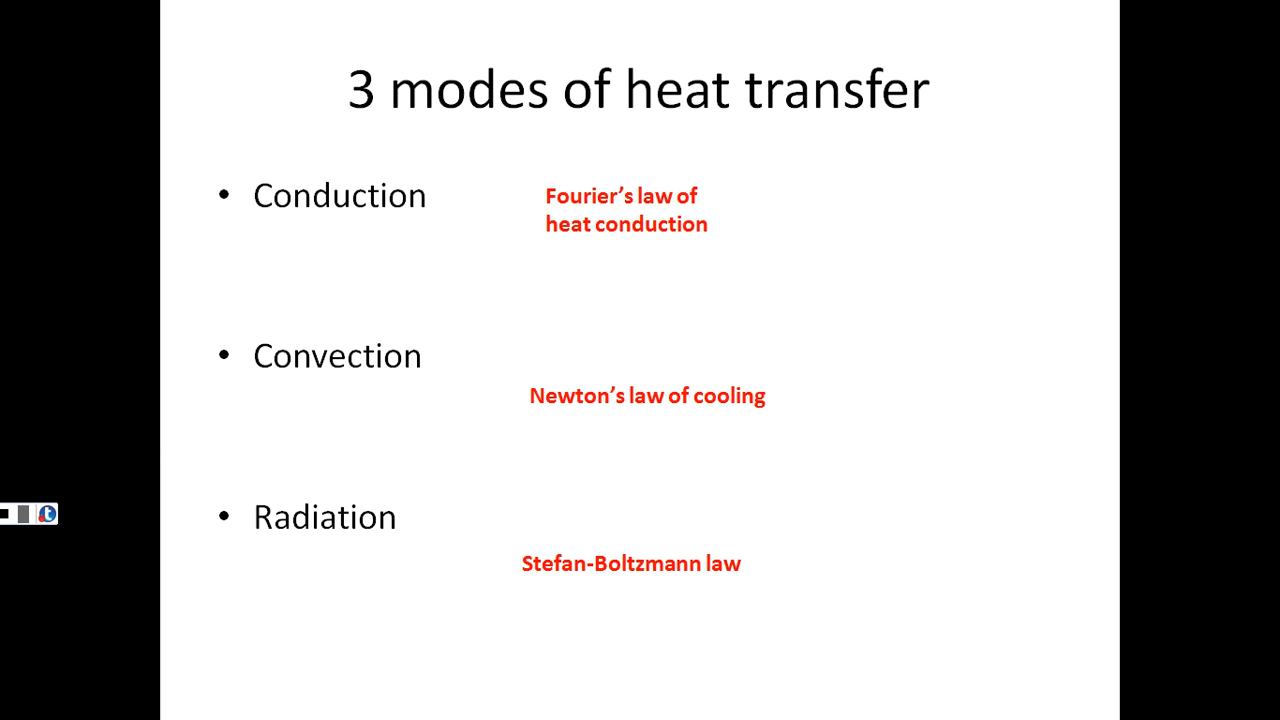 3 modes of heat transfer
• Conduction
Fourier’s law of
heat conduction
• Convection
Newton’s law of cooling
• Radiation
Stefan-Boltzmann law
t